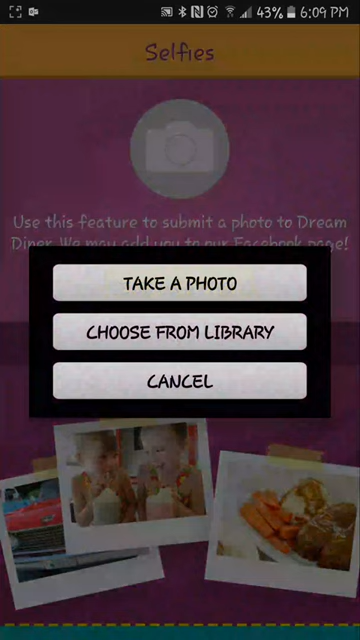 43% 6:09 PM
Selfies
Use this feature to submit a photo to Dream
Diner. We may add you to our Facebook page!
TAKE A PHOTO
CHOOSE FROM LIBRARY
CANCEL